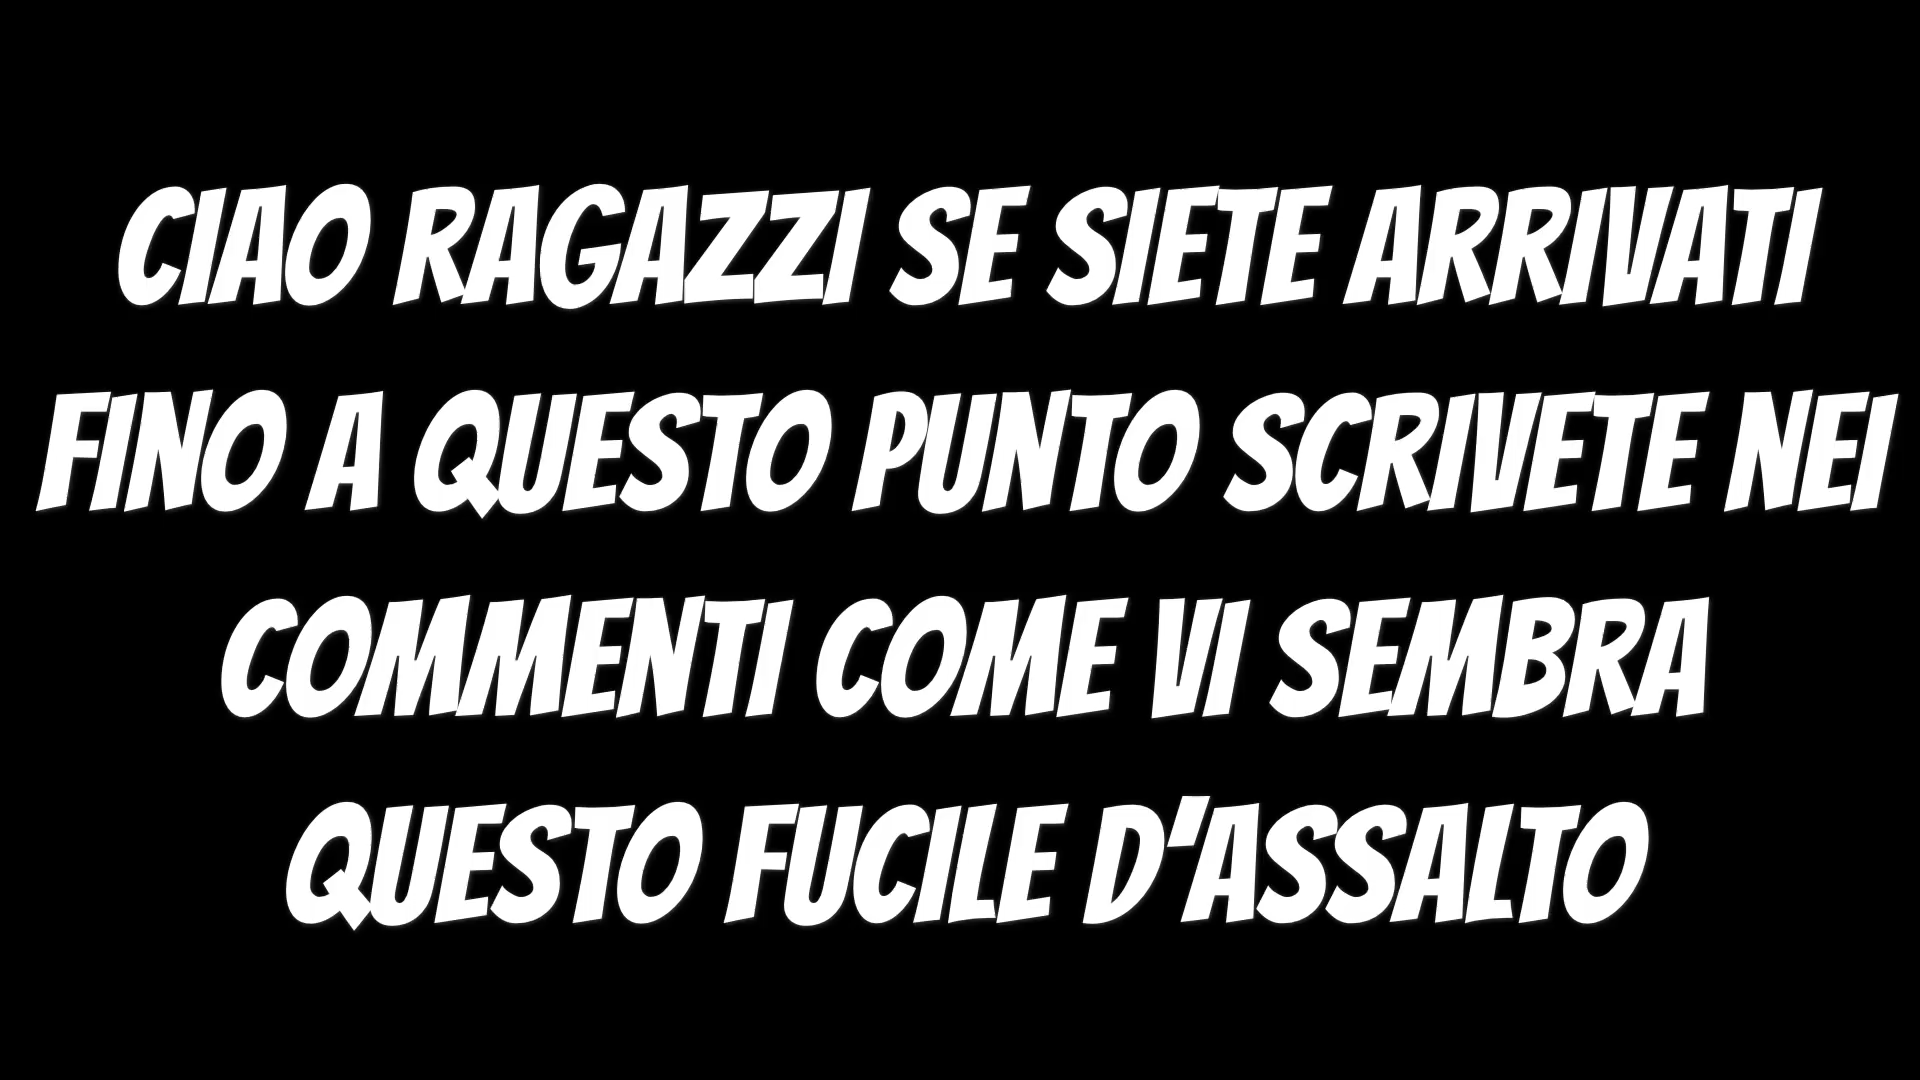 CIAO RAGAZZI SE SIETE ARRIVATI
FINO A QUESTO PUNTO SCRIVETE NEI
COMMENTI COME VI SEMBRA
QUESTO FUCILE D'ASSALTO